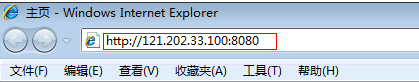 主页 - Windows Internet Explorer
http://121.202.33.100:8080
文件(F) 编辑(E) 查看(V) 收藏夹(A) 工具(T) 帮助(H)